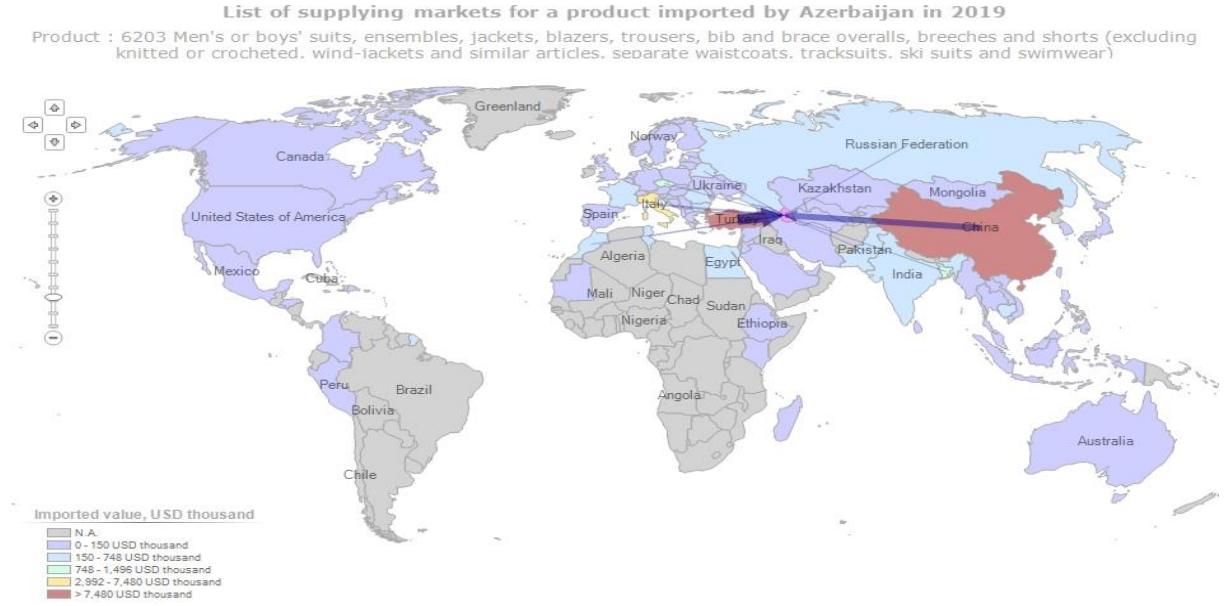 List of supplying markets for a product imported by Azerbaijan in 2019
Product : 6203 Men's or boys' suits, ensembles, jackets, blazers, trousers, bib and brace overalls, breeches and shorts (excluding
knitted or crocheted, wind-jackets and similar articles, separate waistcoats, tracksuits, ski suits and swimwear)
Greenland
Norway
Russian Federation
Canada
Ukraine
Kazakhstan
Mongolia
Italy
United States of America
Spain
Turkey
China
Iraq
Pakistan
Algeria
Egypt
Mexico
India
Cuba
Mali
Niger
Chad
Sudan
Nigeria
Ethiopia
Peru
Brazil
Angola
Bolivia
Australia
Chile
Imported value, USD thousand
N.A.
0 - 150 USD thousand
150 - 748 USD thousand
748 - 1,496 USD thousand
2,992 - 7,480 USD thousand
> 7,480 USD thousand